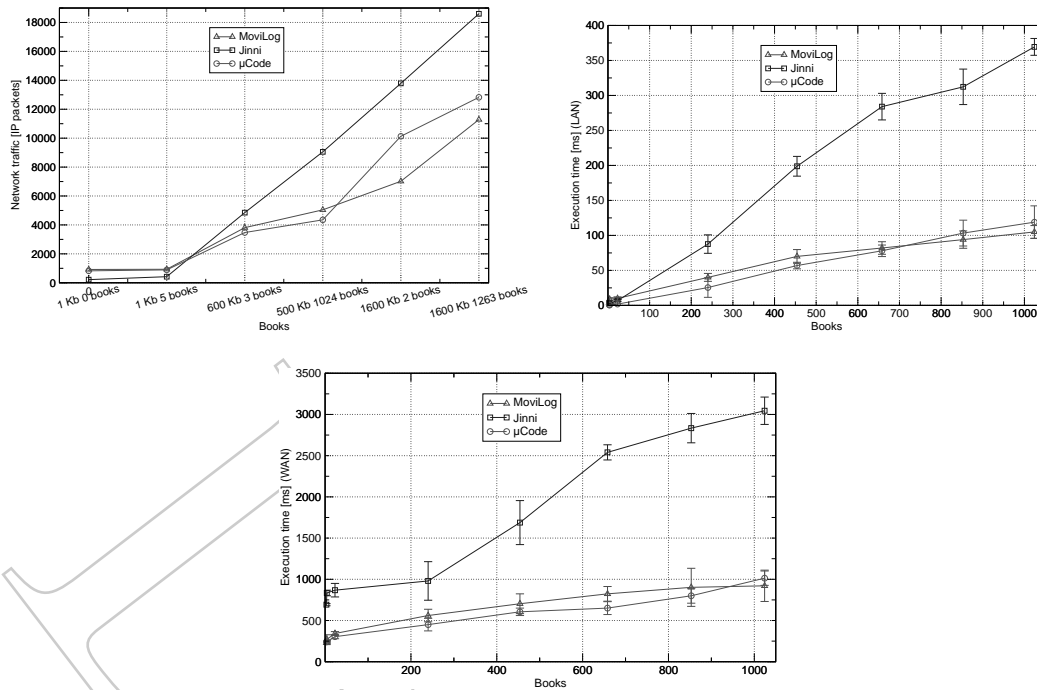 18000
16000
14000
12000
10000
8000
6000
4000
2000
0
Network traffic [IP packets]
MoviLog
Jinni
µCode
0
1 Kb 0 books
1 Kb 5 books
600 Kb 3 books
500 Kb 1024 books
1600 Kb 2 books
1600 Kb 1263 books
Books
400
350
300
250
200
150
100
50
0
Execution time [ms] (LAN)
MoviLog
Jinni
µCode
100 200 300 400 500 600 700 800 900 1000
Books
3500
3000
2500
2000
1500
1000
500
0
Execution time [ms] (WAN)
MoviLog
Jinni
µCode
200 400 600 800 1000
Books